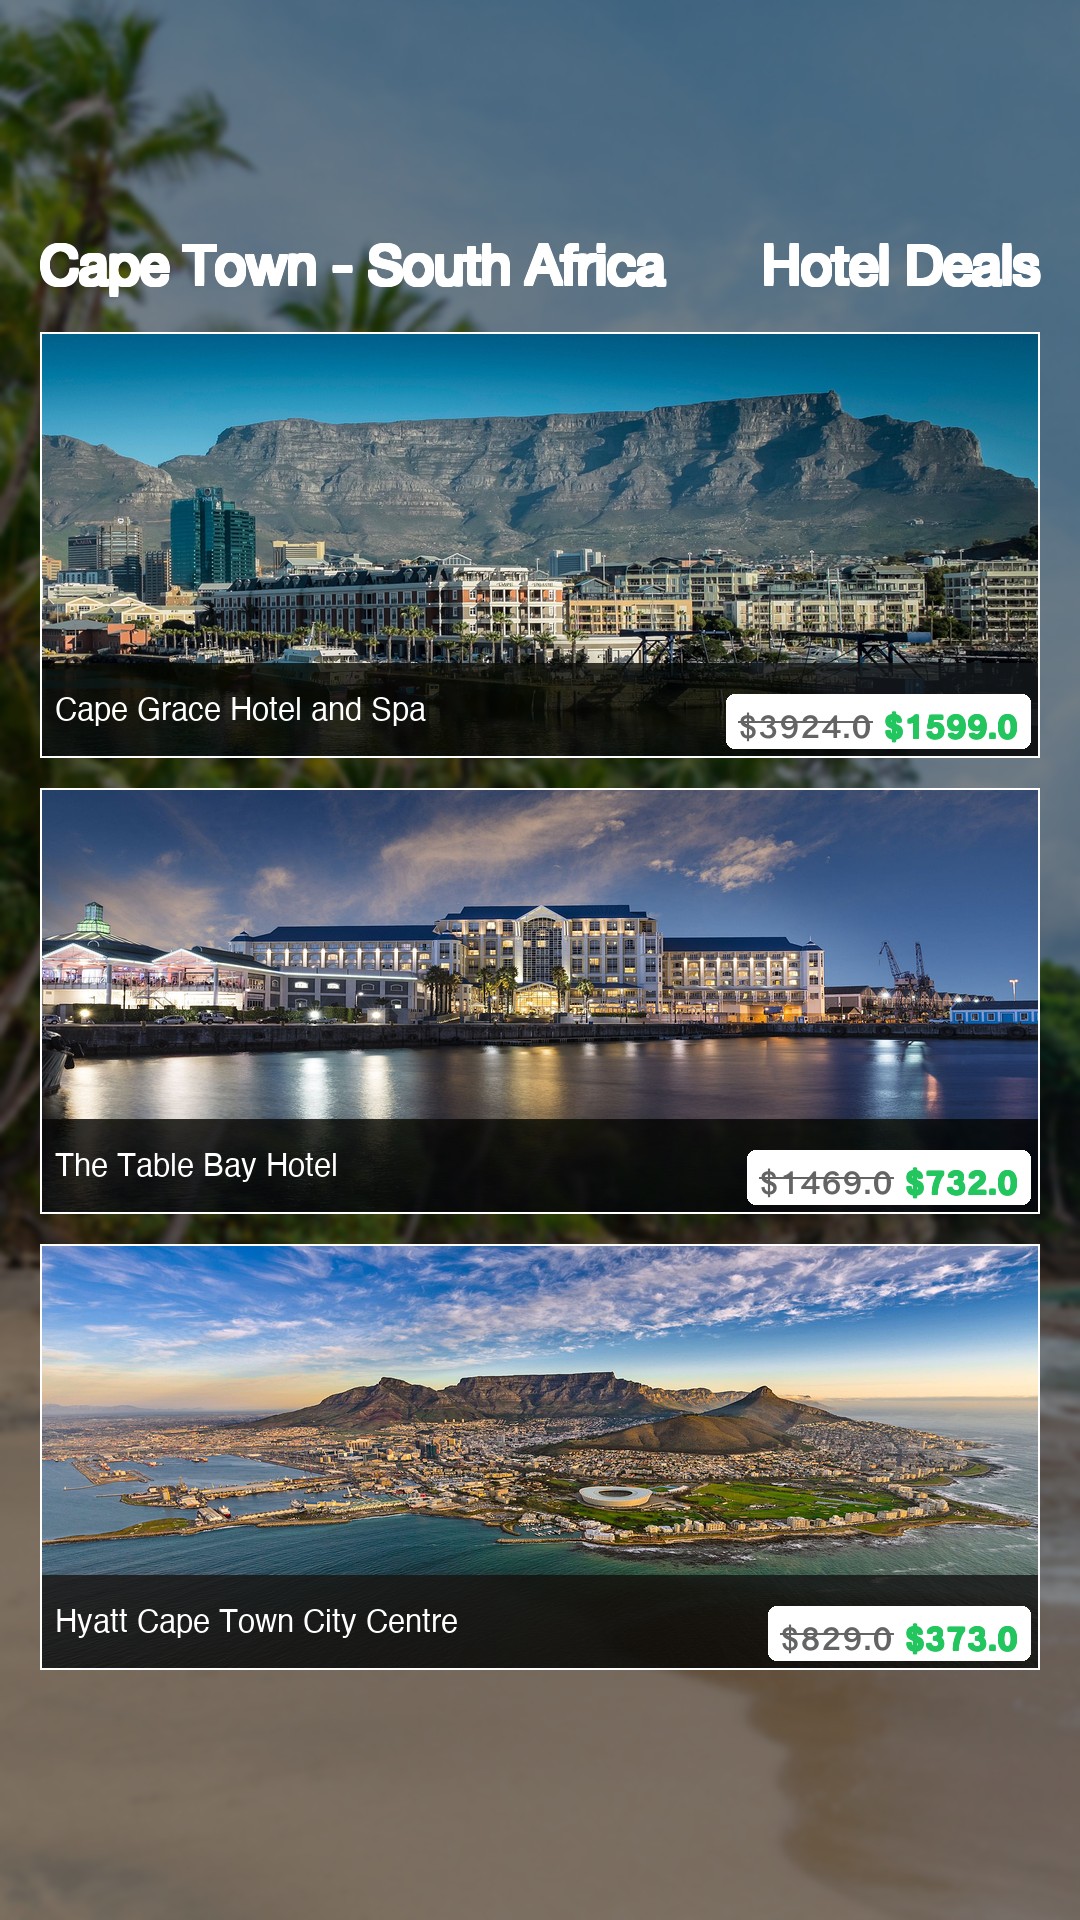 Cape Town - South Africa Hotel Deals
Cape Grace Hotel and Spa
$3924.0 $1599.0
The Table Bay Hotel
$1469.0 $732.0
Hyatt Cape Town City Centre
$829.0 $373.0